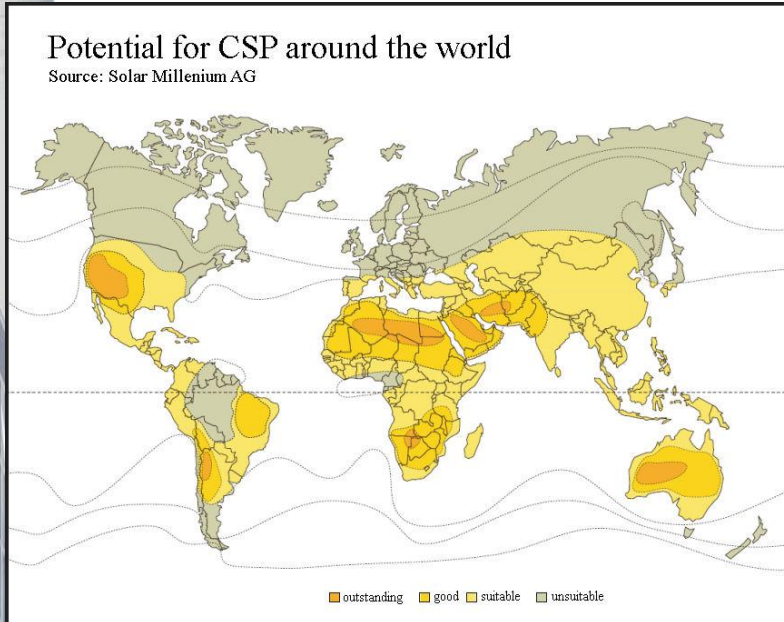 Potential for CSP around the world
Source: Solar Millenium AG
outstanding good suitable unsuitable